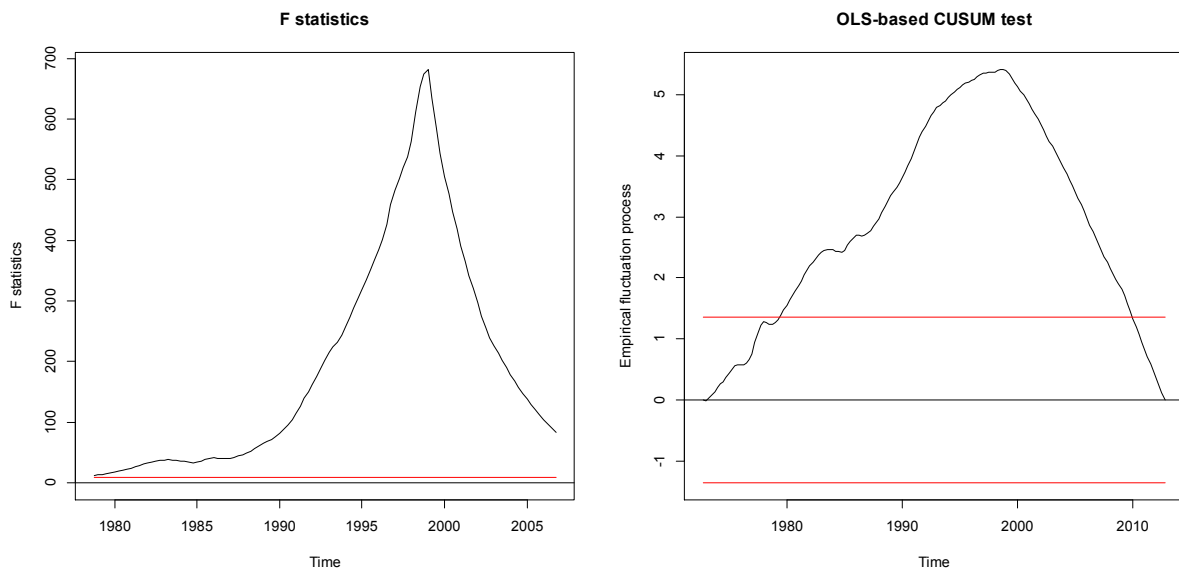 F statistics
F statistics
0
100
200
300
400
500
600
700
1980 1985 1990 1995 2000 2005
Time
OLS-based CUSUM test
Empirical fluctuation process
-1
0
1
2
3
4
5
1980 1990 2000 2010
Time